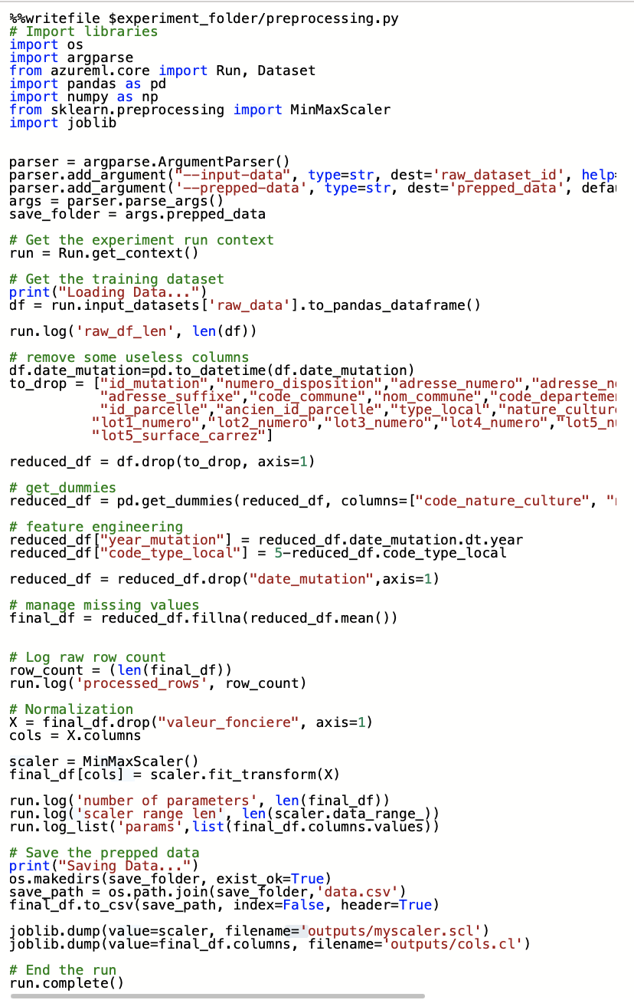 %%writefile $experiment_folder/preprocessing.py
# Import libraries
import os
import argparse
from azureml.core import Run, Dataset
import pandas as pd
import numpy as np
from sklearn.preprocessing import MinMaxScaler
import joblib
parser = argparse.ArgumentParser()
parser.add_argument("--input-data", type=str, dest='raw_dataset_id', help=
parser.add_argument('--prepped-data', type=str, dest='prepped_data', defau
args = parser.parse_args()
save_folder = args.prepped_data
# Get the experiment run context
run = Run.get_context()
# Get the training dataset
print("Loading Data...")
df = run.input_datasets['raw_data'].to_pandas_dataframe()
run.log('raw_df_len', len(df))
# remove some useless columns
df.date_mutation=pd.to_datetime(df.date_mutation)
to_drop = ["id_mutation","numero_disposition","adresse_numero","adresse_no
"adresse_suffixe","code_commune","nom_commune","code_departemen
"id_parcelle","ancien_id_parcelle","type_local","nature_culture
"lot1_numero","lot2_numero","lot3_numero","lot4_numero","lot5_nu
"lot5_surface_carrez"]
reduced_df = df.drop(to_drop, axis=1)
# get_dummies
reduced_df = pd.get_dummies(reduced_df, columns=["code_nature_culture", "
# feature engineering
reduced_df["year_mutation"] = reduced_df.date_mutation.dt.year
reduced_df["code_type_local"] = 5-reduced_df.code_type_local
reduced_df = reduced_df.drop("date_mutation",axis=1)
# manage missing values
final_df = reduced_df.fillna(reduced_df.mean())
# Log raw row count
row_count = (len(final_df))
run.log('processed_rows', row_count)
# Normalization
X = final_df.drop("valeur_fonciere", axis=1)
cols = X.columns
scaler = MinMaxScaler()
final_df[cols] = scaler.fit_transform(X)
run.log('number of parameters', len(final_df))
run.log('scaler range len', len(scaler.data_range_))
run.log_list('params',list(final_df.columns.values))
# Save the prepped data
print("Saving Data...")
os.makedirs(save_folder, exist_ok=True)
save_path = os.path.join(save_folder,'data.csv')
final_df.to_csv(save_path, index=False, header=True)
joblib.dump(value=scaler, filename='outputs/myscaler.scl')
joblib.dump(value=final_df.columns, filename='outputs/cols.cl')
# End the run
run.complete()